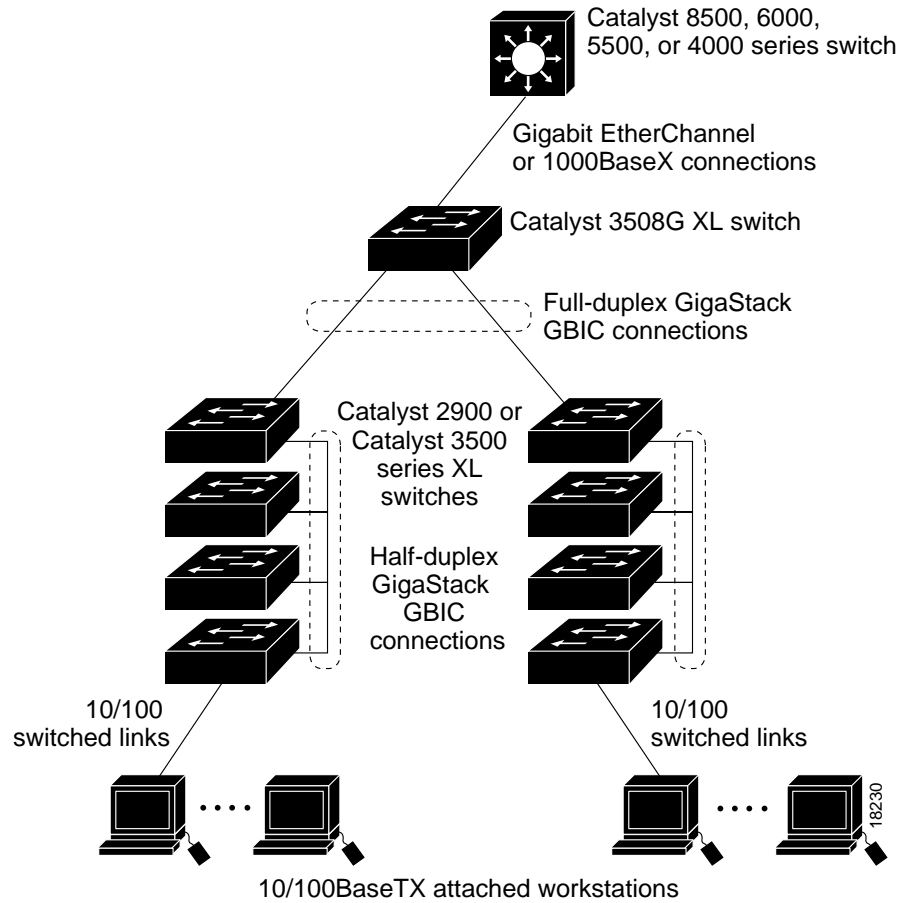 Catalyst 8500, 6000,
5500, or 4000 series switch
Gigabit EtherChannel
or 1000BaseX connections
Catalyst 3508G XL switch
Full-duplex GigaStack
GBIC connections
Catalyst 2900 or
Catalyst 3500
series XL
switches
Half-duplex
GigaStack
GBIC
connections
10/100
switched links
10/100
switched links
18230
10/100BaseTX attached workstations